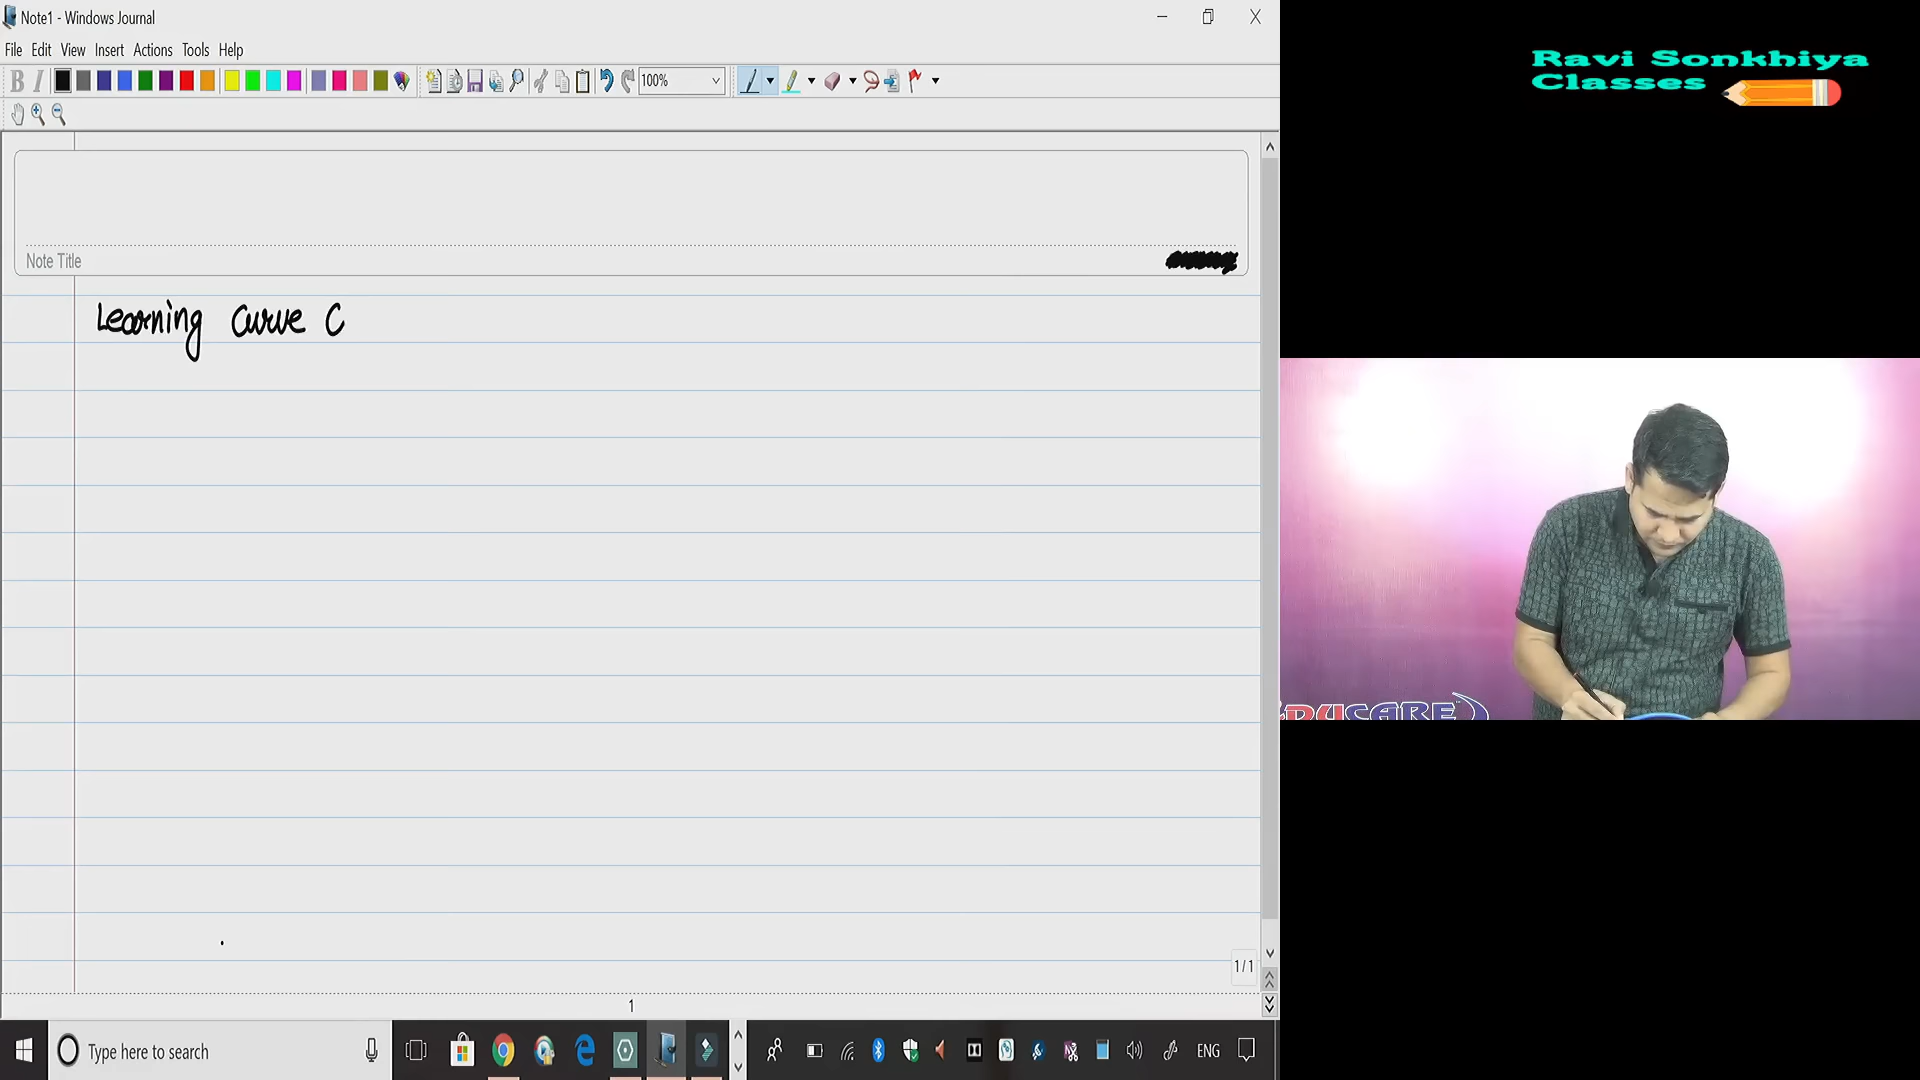 Note1 - Windows Journal
File Edit View Insert Actions Tools Help
B I 100%
Note Title
Learning Curve C
1/1
1
Type here to search
ENG
Ravi Sonkhiya
Classes
EDUCARE